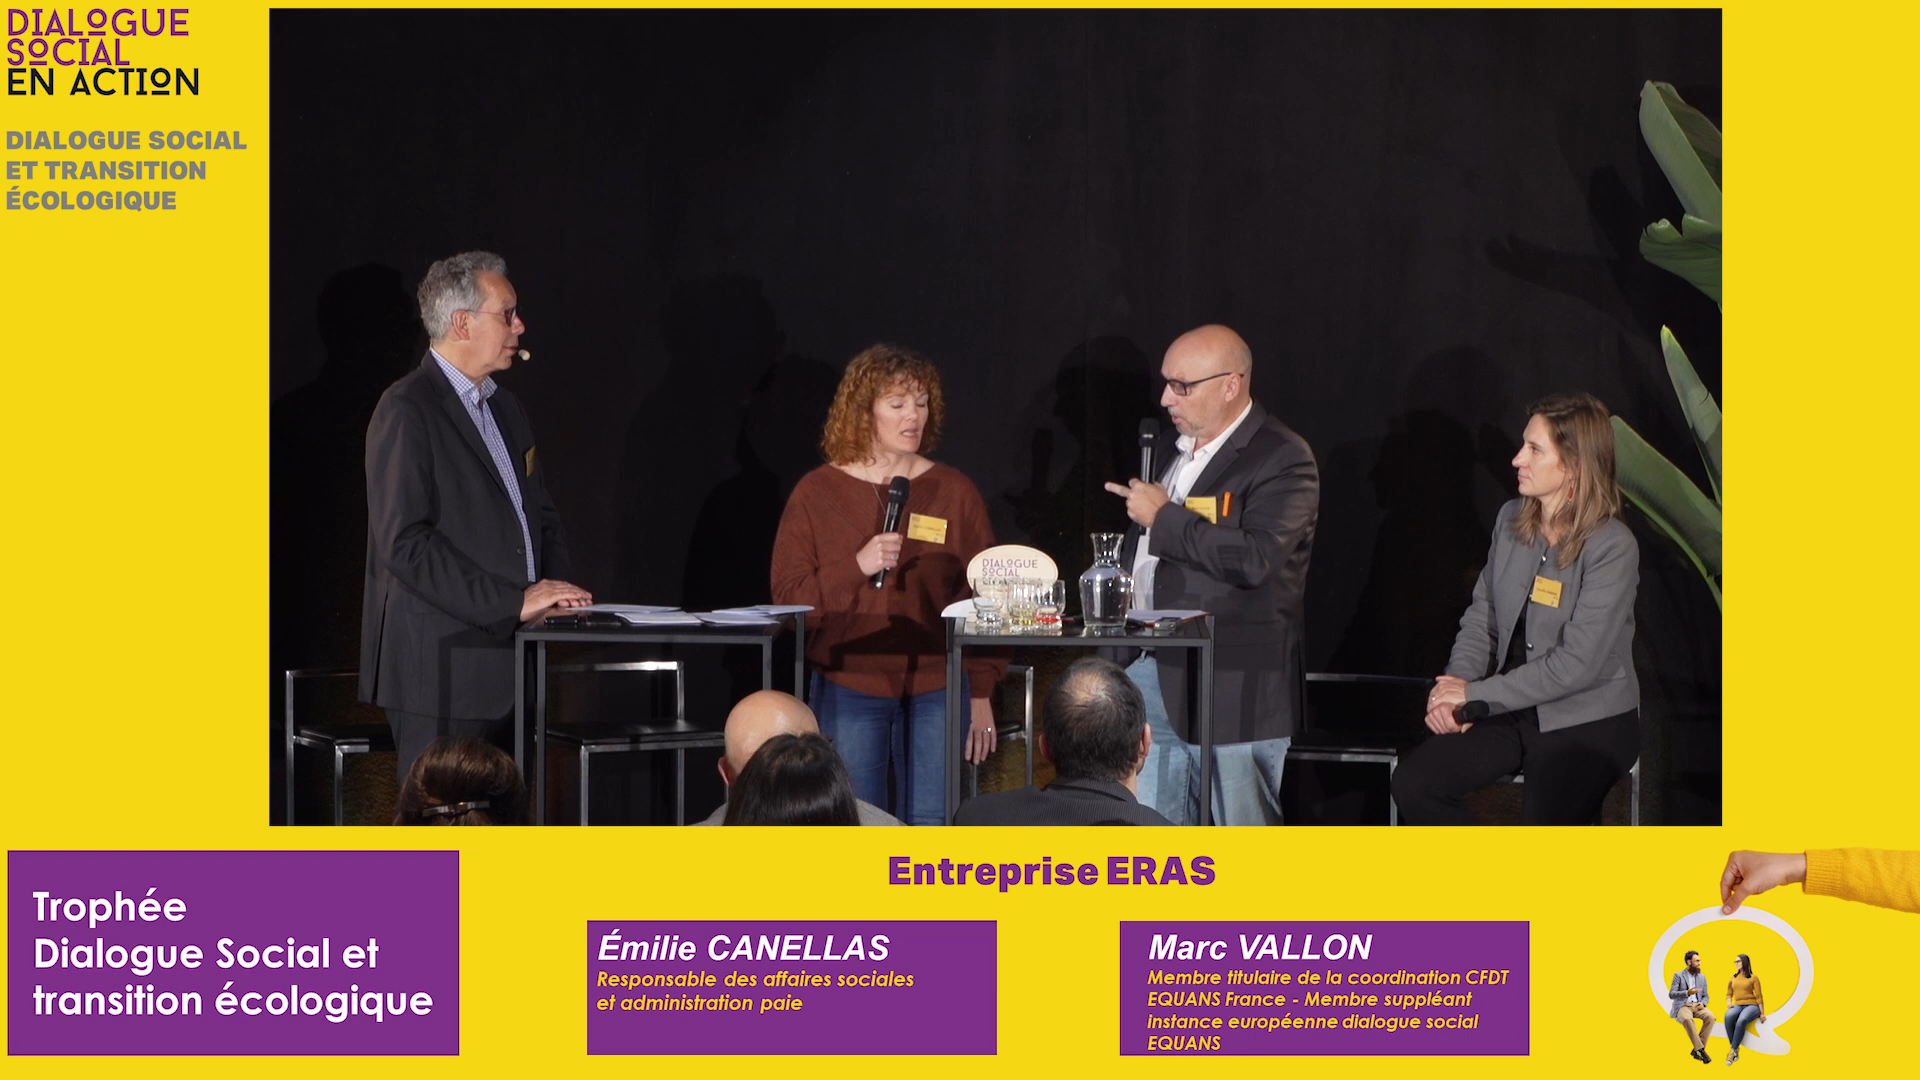 DIALOGUE
SOCIAL
EN ACTION
DIALOGUE SOCIAL
ET TRANSITION
ÉCOLOGIQUE
DIALOGUE
SOCIAL
Entreprise ERAS
Trophée
Dialogue Social et
transition écologique
Émilie CANELLAS
Responsable des affaires sociales
et administration paie
Marc VALLON
Membre titulaire de la coordination CFDT
EQUANS France - Membre suppléant
instance européenne dialogue social
EQUANS